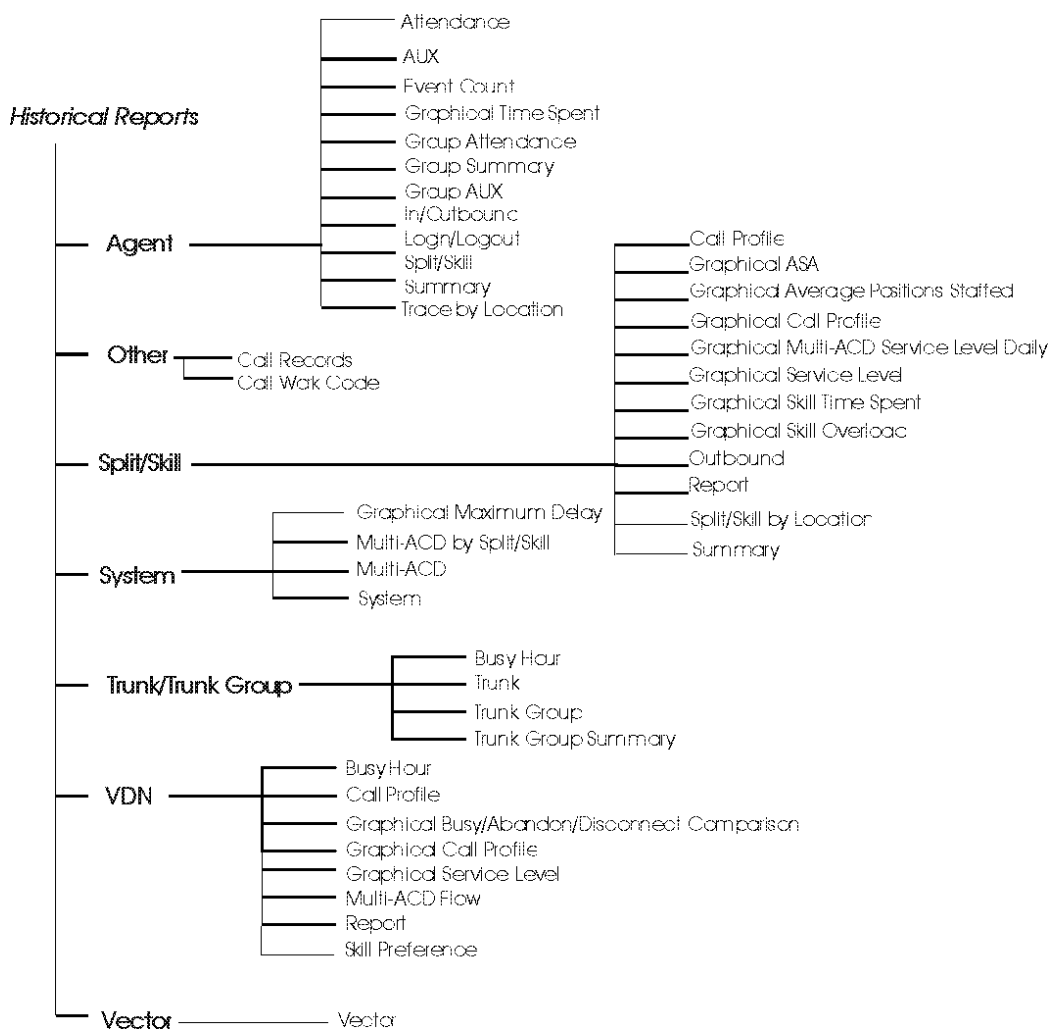 Historical Reports
Agent
Attendance
AUX
Event Count
Graphical Time Spent
Group Attendance
Group Summary
Group AUX
In/Outbound
Login/Logout
Split/Skill
Summary
Trace by Location
Other
Call Records
Call Wak Code
Split/Skill
Call Profile
Graphical ASA
Graphical Average Positions Staffed
Graphical Call Profile
Graphical Multi-ACD Service Level Daily
Graphical Service Level
Graphical Skill Time Spent
Graphical Skill Overload
Outbound
Report
Split/Skill by Location
Summary
System
Graphical Maximum Delay
Multi-ACD by Split/Skill
Multi-ACD
System
Trunk/Trunk Group
Busy Hour
Trunk
Trunk Group
Trunk Group Summary
VDN
Busy Hour
Call Profile
Graphical Busy/Abandon/Disconnect Comparison
Graphical Call Profile
Graphical Service Level
Multi-ACD Flow
Report
Skill Preference
Vector
Vector